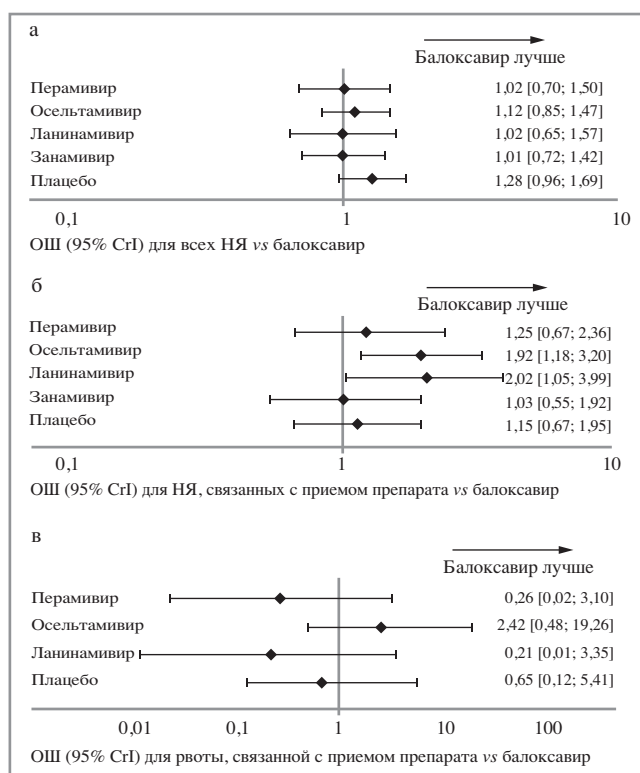 а
Балоксавир лучше
Перамивир 1,02 [0,70; 1,50]
Осельтамивир 1,12 [0,85; 1,47]
Ланинамивир 1,02 [0,65; 1,57]
Занамивир 1,01 [0,72; 1,42]
Плацебо 1,28 [0,96; 1,69]
0,1 1 10
ОШ (95% CrI) для всех НЯ vs балоксавир
б
Балоксавир лучше
Перамивир 1,25 [0,67; 2,36]
Осельтамивир 1,92 [1,18; 3,20]
Ланинамивир 2,02 [1,05; 3,99]
Занамивир 1,03 [0,55; 1,92]
Плацебо 1,15 [0,67; 1,95]
0,1 1 10
ОШ (95% CrI) для НЯ, связанных с приемом препарата vs балоксавир
в
Балоксавир лучше
Перамивир 0,26 [0,02; 3,10]
Осельтамивир 2,42 [0,48; 19,26]
Ланинамивир 0,21 [0,01; 3,35]
Плацебо 0,65 [0,12; 5,41]
0,01 0,1 1 10 100
ОШ (95% CrI) для рвоты, связанной с приемом препарата vs балоксавир